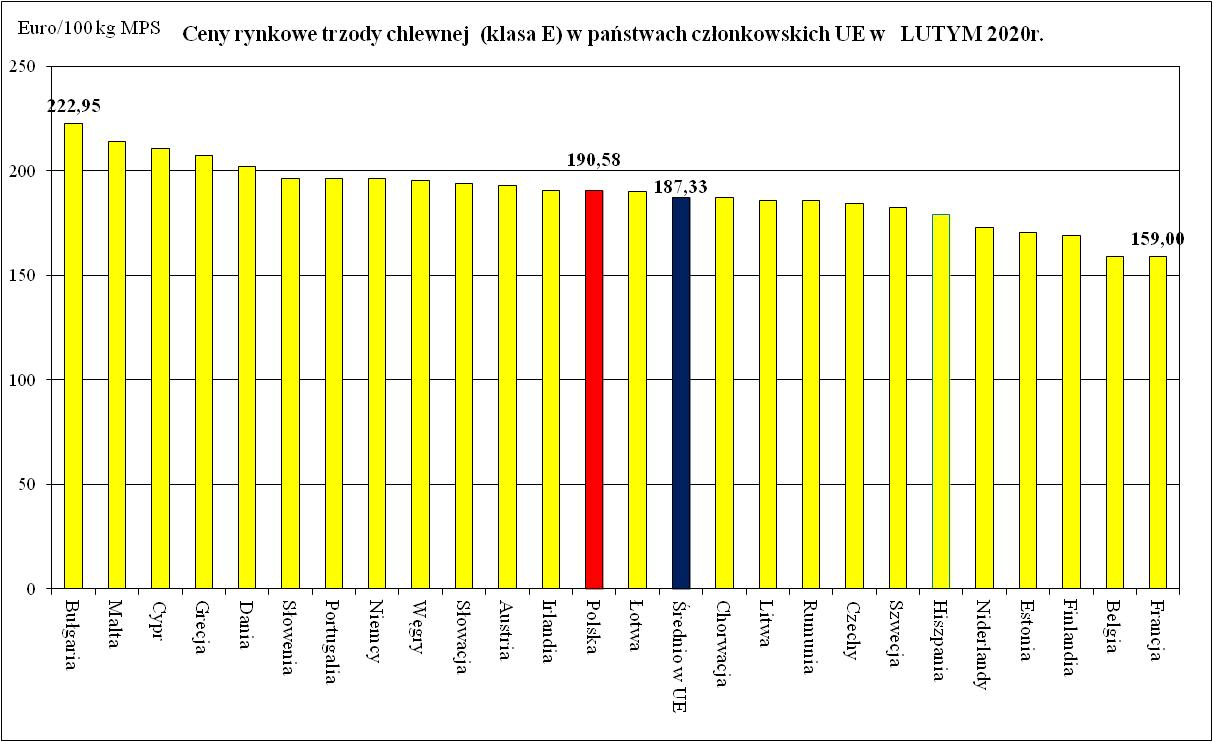 Euro/100 kg MPS
Ceny rynkowe trzody chlewnej (klasa E) w państwach członkowskich UE w LUTYM 2020r.
250
200
150
100
50
0
222,95
190,58
187,33
159,00
Bułgaria
Malta
Cypr
Grecja
Dania
Słowenia
Portugalia
Niemcy
Węgry
Słowacja
Austria
Irlandia
Polska
Łotwa
Średnio w UE
Chorwacja
Litwa
Rumunia
Czechy
Szwecja
Hiszpania
Niderlandy
Estonia
Finlandia
Belgia
Francja